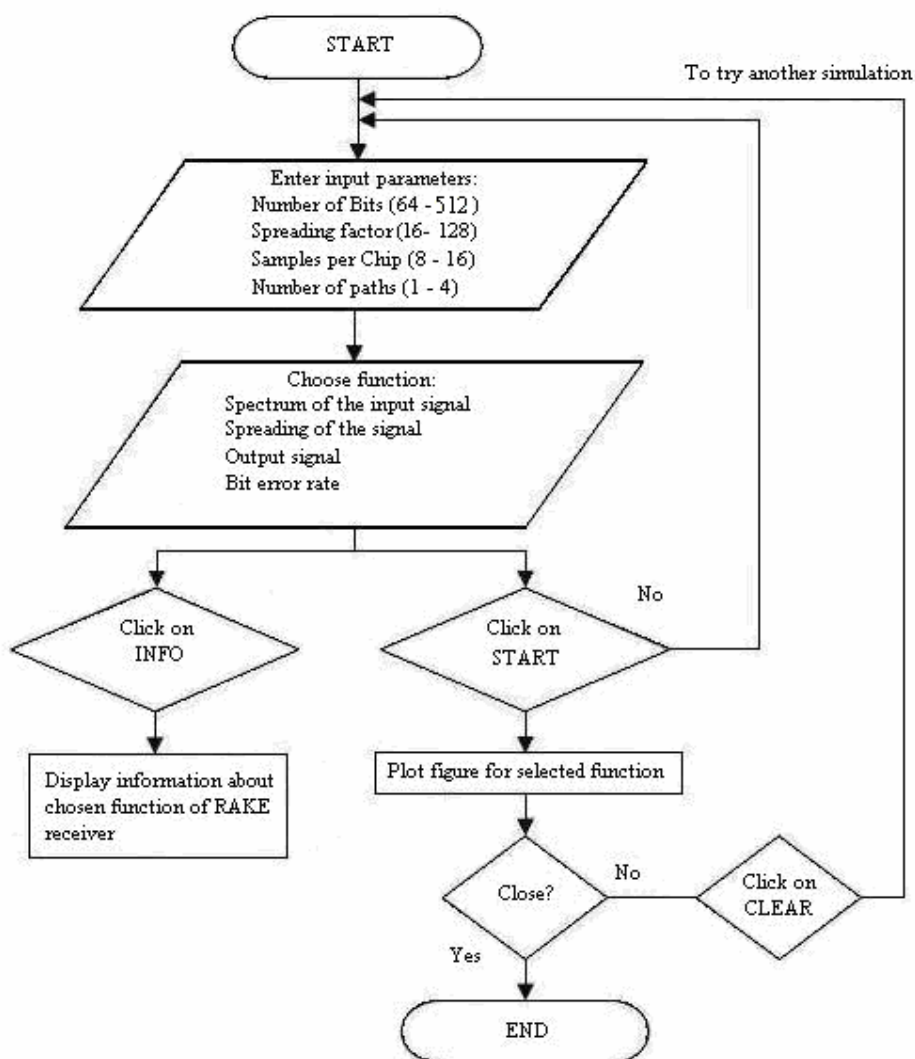 START
To try another simulation
Enter input parameters:
Number of Bits (64 - 512)
Spreading factor (16- 128)
Samples per Chip (8 - 16)
Number of paths (1 - 4)
Choose function:
Spectrum of the input signal
Spreading of the signal
Output signal
Bit error rate
Click on
INFO
Click on
START
No
Display information about
chosen function of RAKE
receiver
Plot figure for selected function
Close?
No
Click on
CLEAR
Yes
END